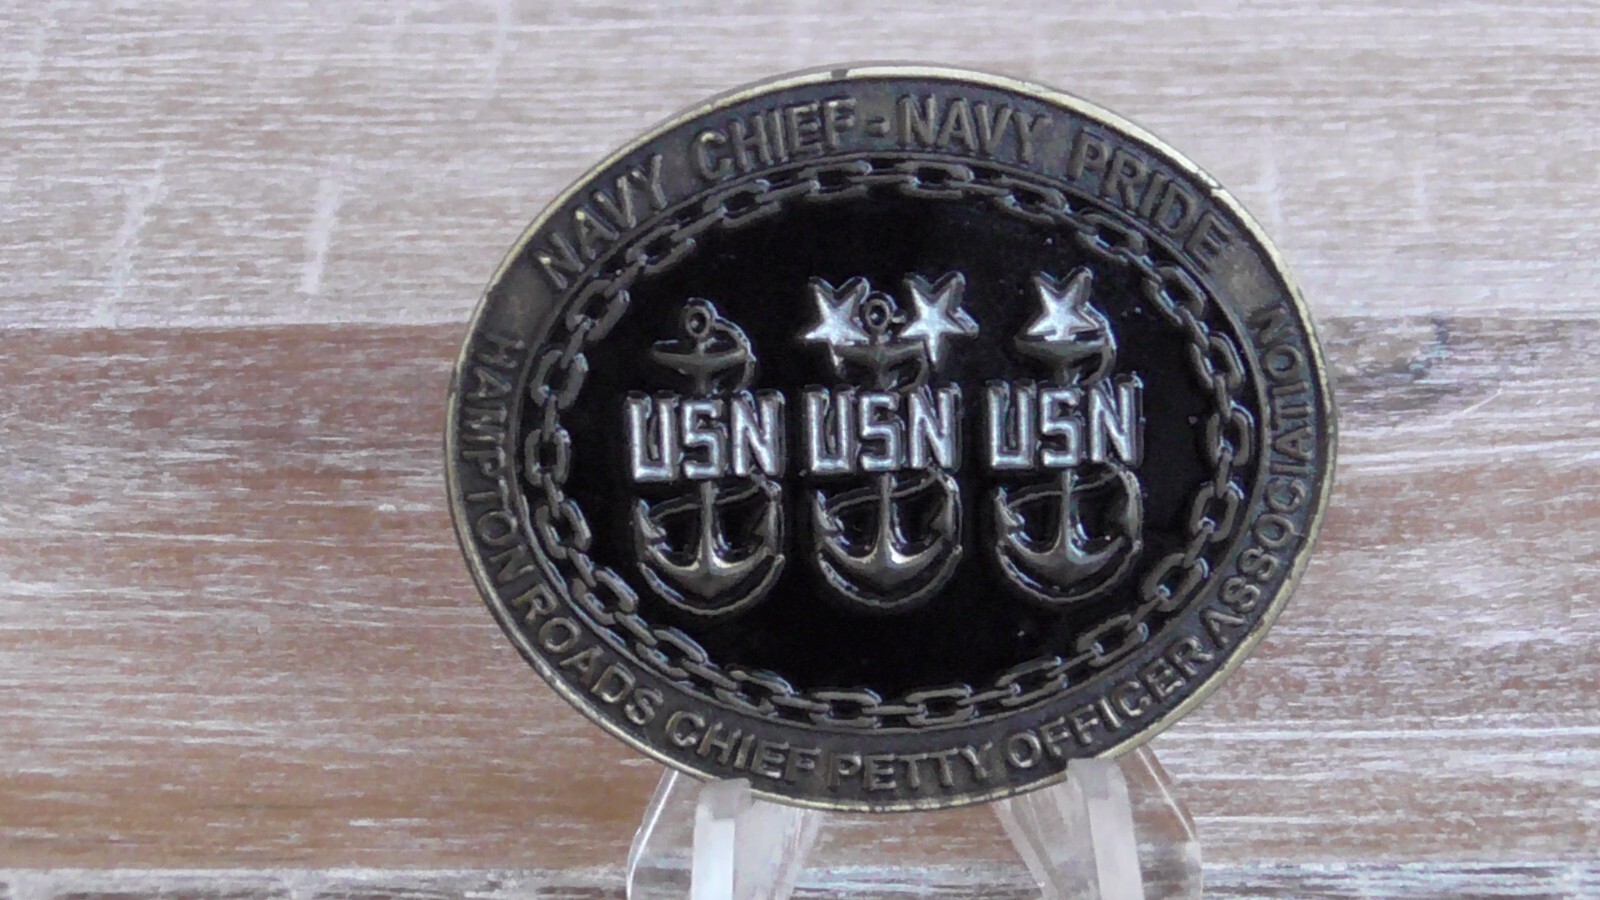 NAVY CHIEF - NAVY PRIDE
USN USN USN
HAMPTON ROADS CHIEF PETTY OFFICER ASSOCIATION